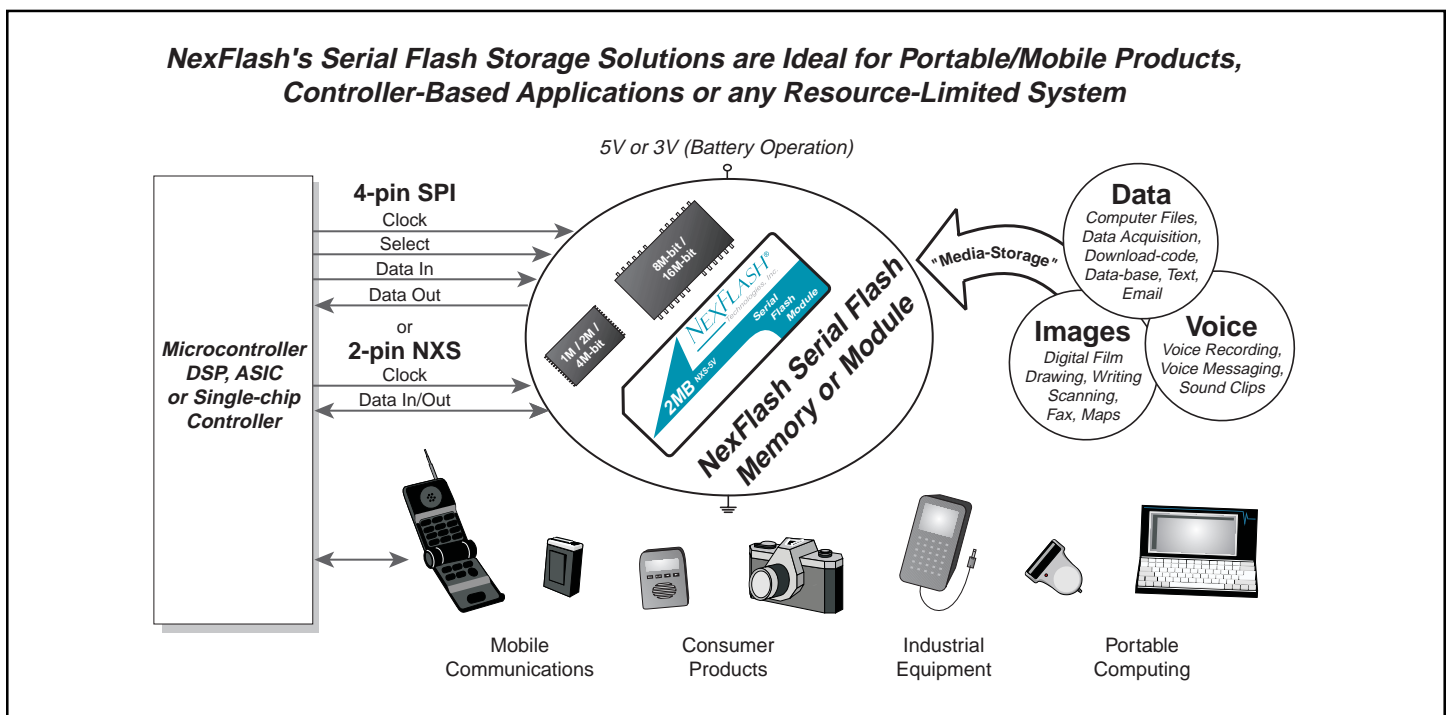 NexFlash's Serial Flash Storage Solutions are Ideal for Portable/Mobile Products,
Controller-Based Applications or any Resource-Limited System
5V or 3V (Battery Operation)
4-pin SPI
Clock
Select
Data In
Data Out
or
2-pin NXS
Clock
Data In/Out
Microcontroller
DSP, ASIC
or Single-chip
Controller
8M-bit /
16M-bit
1M / 2M /
4M-bit
NEXFLASH®
Technologies, Inc.
Serial
Flash
Module
2MB NXS-5V
NexFlash Serial Flash
Memory or Module
"Media-Storage"
Data
Computer Files,
Data Acquisition,
Download-code,
Data-base, Text,
Email
Images
Digital Film
Drawing, Writing
Scanning,
Fax, Maps
Voice
Voice Recording,
Voice Messaging,
Sound Clips
Mobile
Communications
Consumer
Products
Industrial
Equipment
Portable
Computing